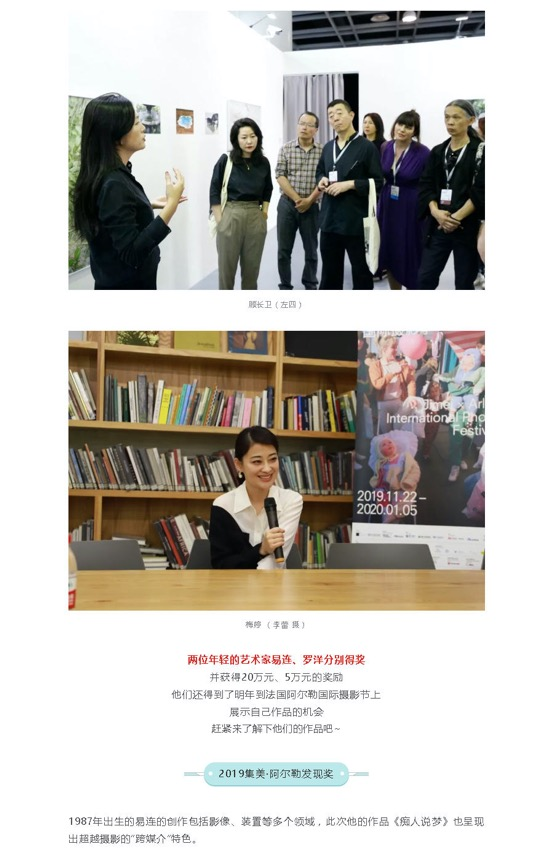 顾长卫（左四）
Jimei × Arl
International Pho
Festiv
2019.11.22 –
2020.01.05
梅婷 （李蕾 摄）
两位年轻的艺术家易连、罗洋分别得奖
并获得20万元、5万元的奖励
他们还得到了明年到法国阿尔勒国际摄影节上
展示自己作品的机会
赶紧来了解下他们的作品吧~
2019集美·阿尔勒发现奖
1987年出生的易连的创作包括影像、装置等多个领域，此次他的作品《痴人说梦》也呈现
出超越摄影的“跨媒介”特色。